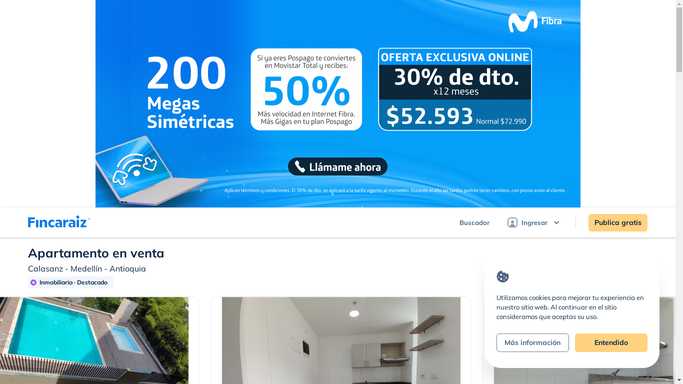 Fibra
200
Megas
Simétricas
Si ya eres Pospago te conviertes
en Movistar Total y recibes.
50%
Más velocidad en Internet Fibra.
Más Gigas en tu plan Pospago
OFERTA EXCLUSIVA ONLINE
30% de dto.
x12 meses
$52.593 Normal $72.990
Llámame ahora
Fincaraiz
Buscador
Ingresar
Publica gratis
Apartamento en venta
Calasanz - Medellín - Antioquia
Inmobiliaria · Destacado
Utilizamos cookies para mejorar tu experiencia en
nuestro sitio web. Al continuar en el sitio
consideramos que aceptas su uso.
Más información
Entendido